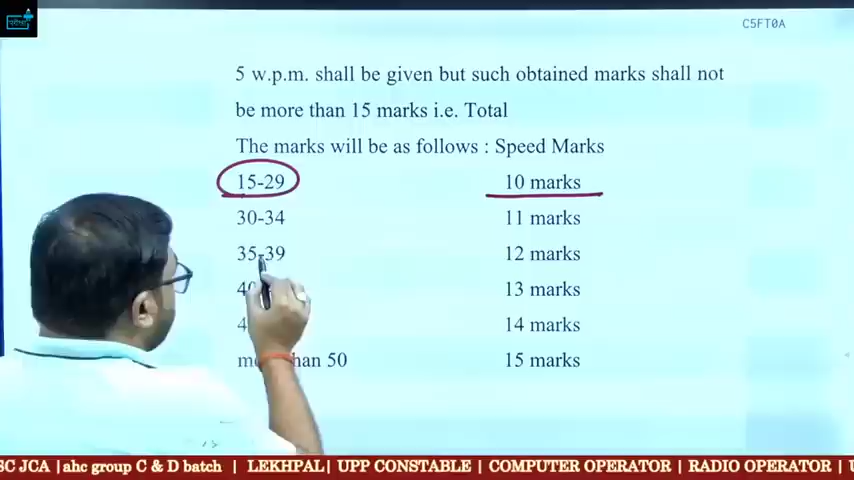 C5FT0A
5 w.p.m. shall be given but such obtained marks shall not
be more than 15 marks i.e. Total
The marks will be as follows : Speed Marks
15-29 10 marks
30-34 11 marks
35-39 12 marks
13 marks
14 marks
than 50 15 marks
SC JCA |ahc group C & D batch | LEKHPAL| UPP CONSTABLE | COMPUTER OPERATOR | RADIO OPERATOR |